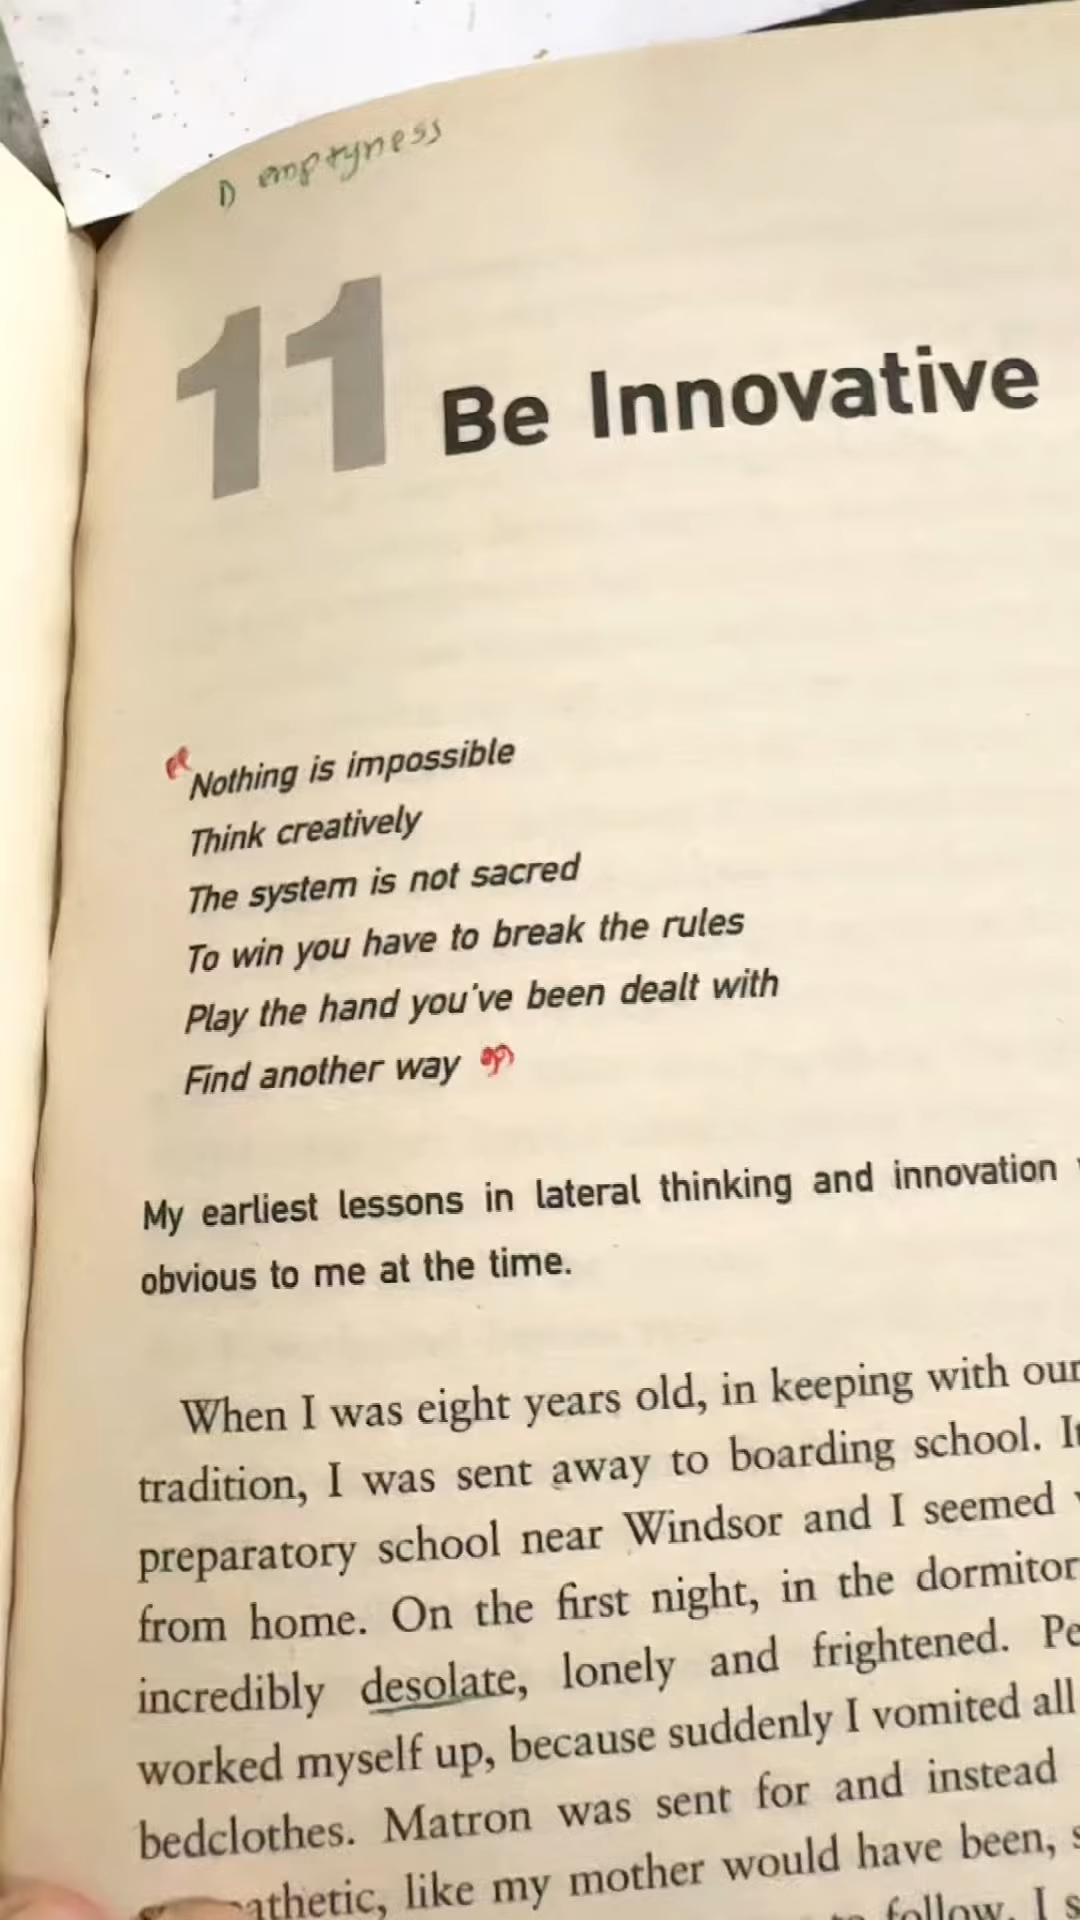 1) emptyness
11 Be Innovative
“Nothing is impossible
Think creatively
The system is not sacred
To win you have to break the rules
Play the hand you've been dealt with
Find another way”
My earliest lessons in lateral thinking and innovation
obvious to me at the time.
When I was eight years old, in keeping with our
tradition, I was sent away to boarding school.
preparatory school near Windsor and I seemed
from home. On the first night, in the
incredibly desolate, lonely and frightened.
worked myself up, because suddenly I vomited all
bedclothes. Matron was sent for and instead
like my mother would have been,
follow. I